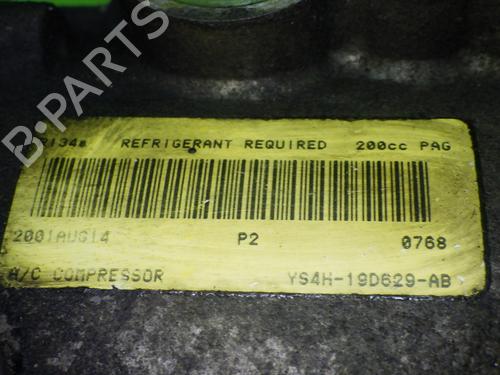 R134a REFRIGERANT REQUIRED 200cc PAG
2001AUG14 P2 0768
A/C COMPRESSOR YS4H-19D629-AB
B-PARTS